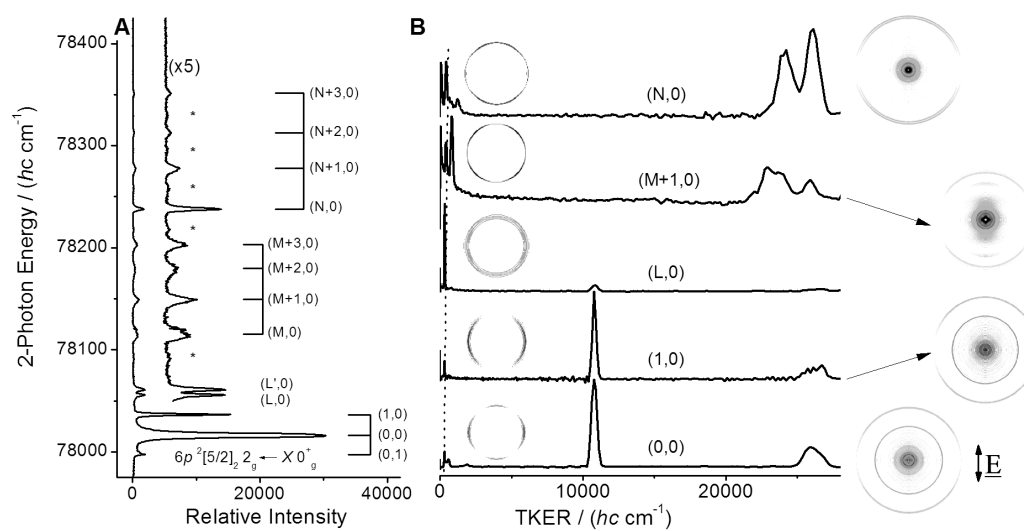 A
78400
78300
78200
78100
78000
2-Photon Energy / (hc cm⁻¹)
(x5)
(N+3,0)
*
(N+2,0)
*
(N+1,0)
*
(N,0)
*
(M+3,0)
(M+2,0)
(M+1,0)
(M,0)
*
(L',0)
(L,0)
(1,0)
(0,0)
(0,1)
6p ²[5/2]₂ 2g ← X 0⁺g
0
20000
40000
Relative Intensity
B
(N,0)
(M+1,0)
(L,0)
(1,0)
(0,0)
E
0
10000
20000
TKER / (hc cm⁻¹)